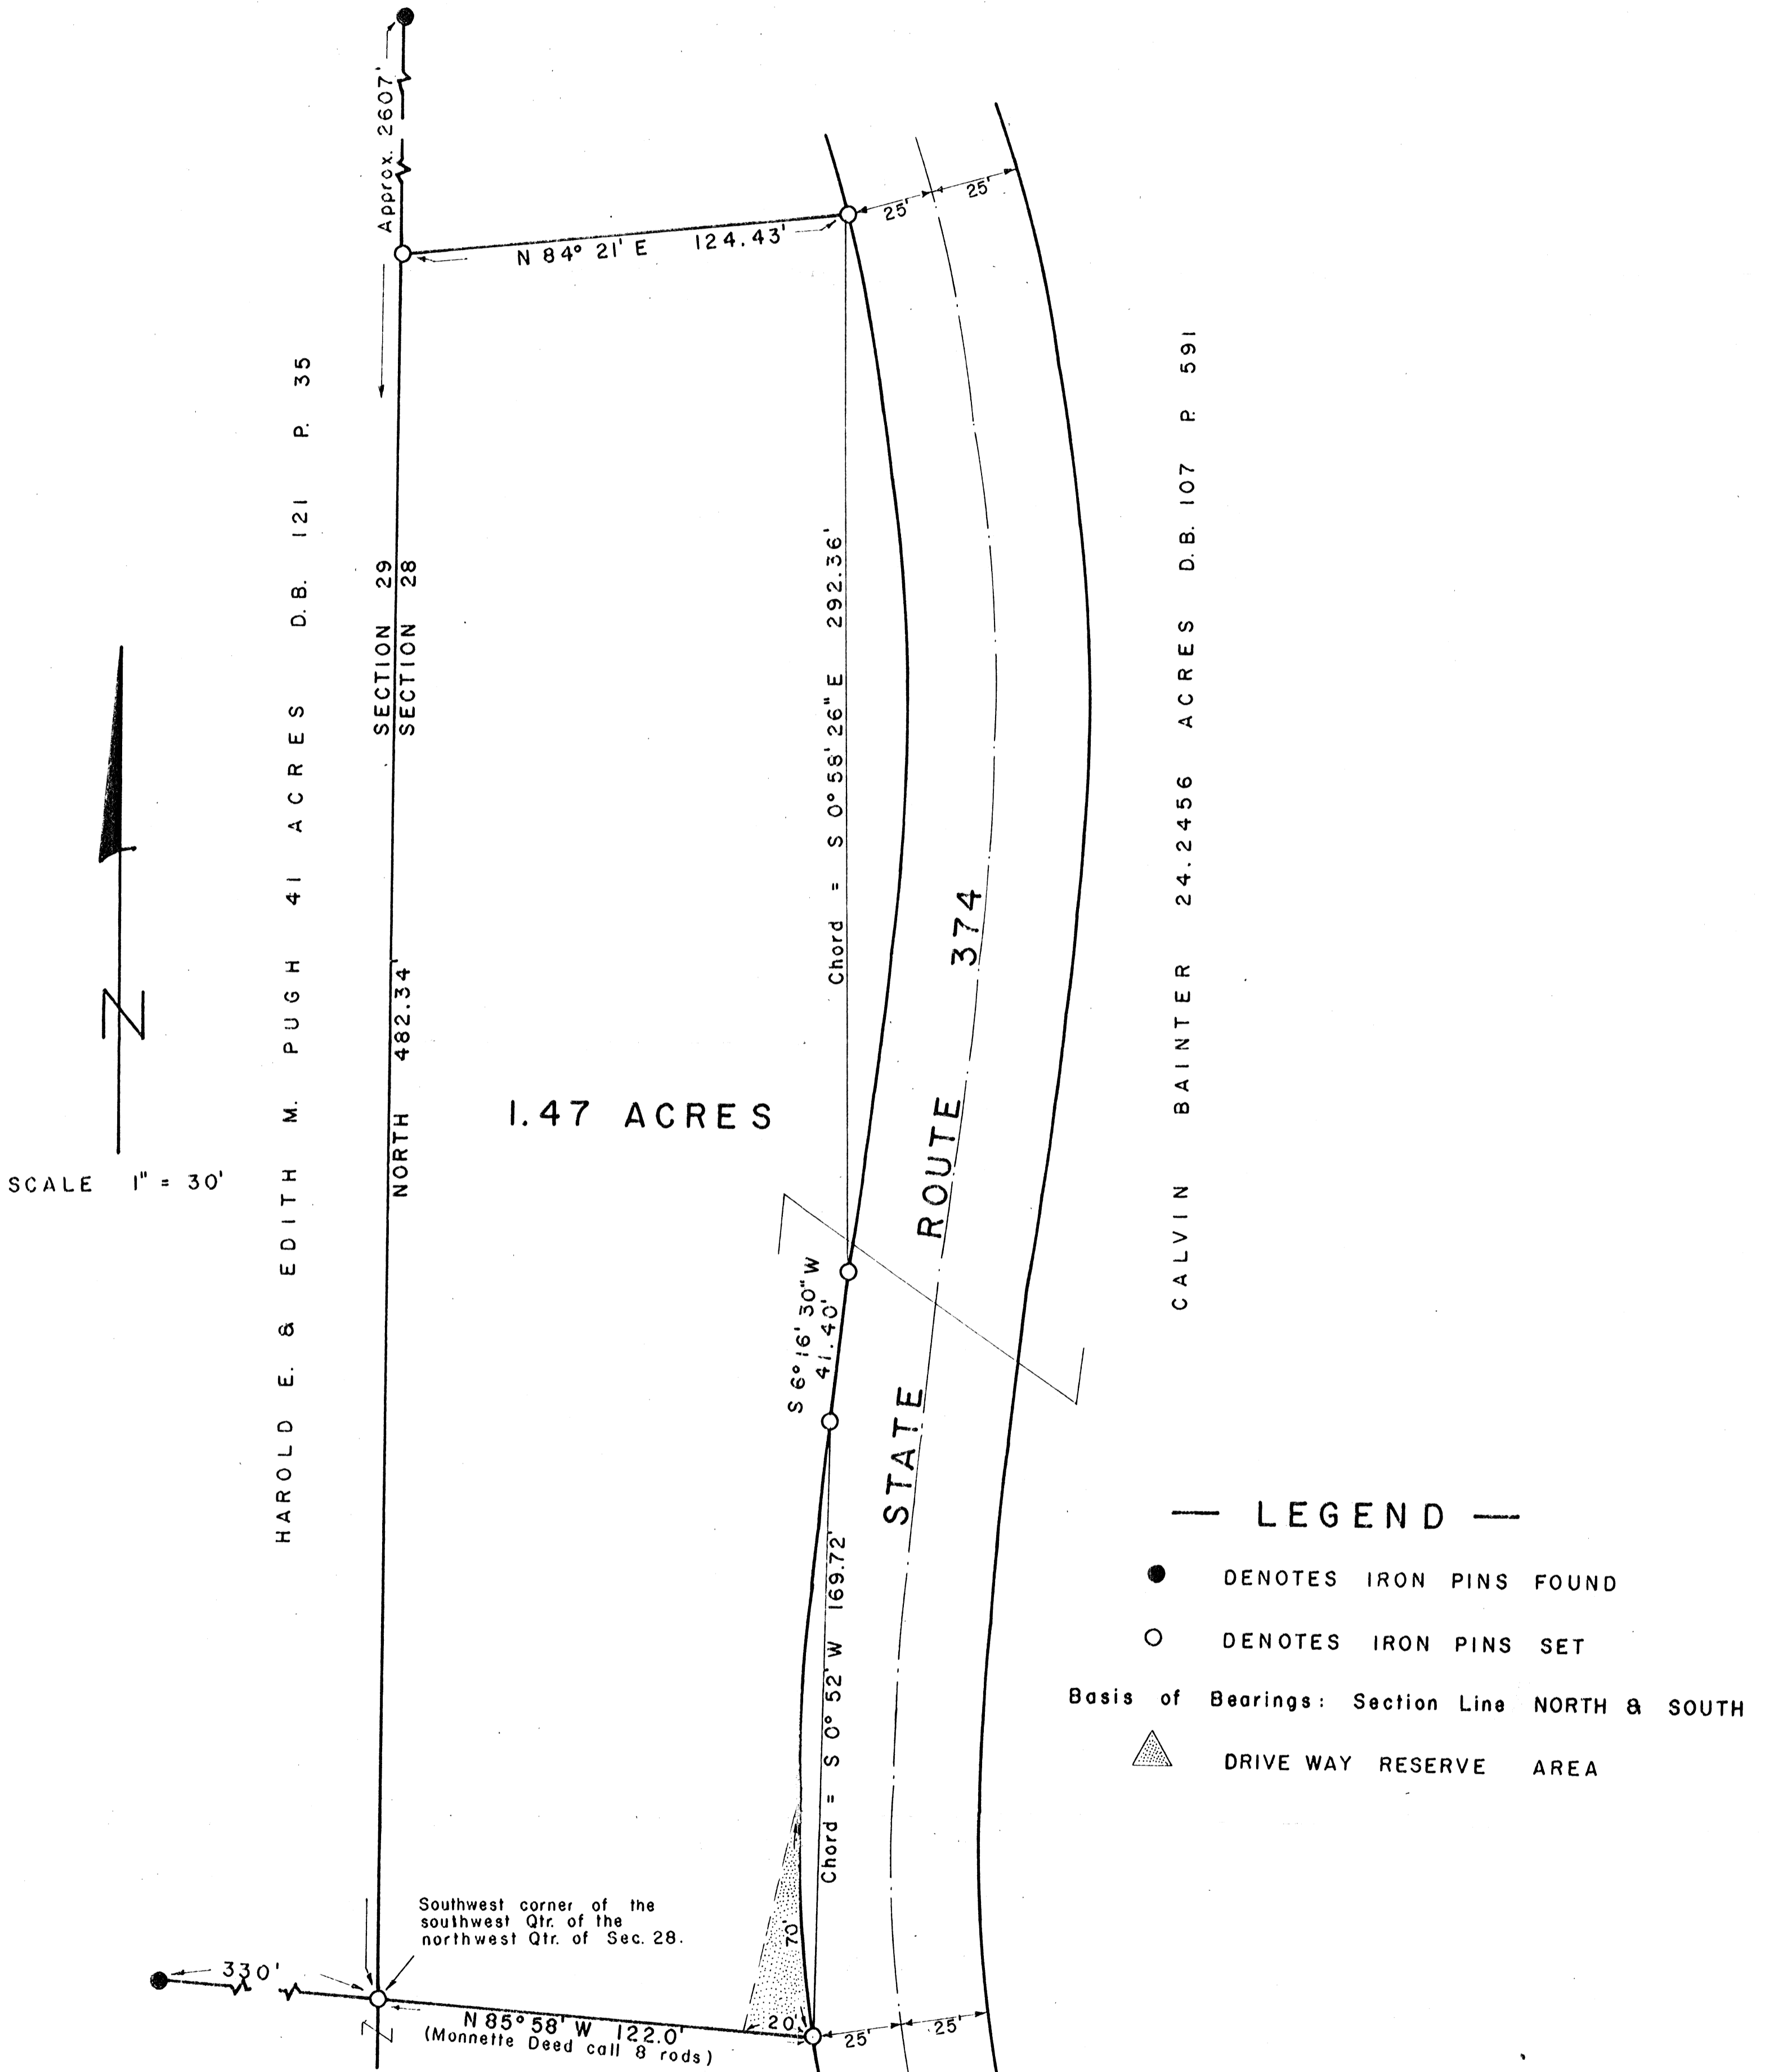 Approx. 2607'
N 84° 21' E 124.43'
25'
25'
HAROLD E. & EDITH M. PUGH 41 ACRES D.B. 121 P. 35
SECTION 29
SECTION 28
NORTH 482.34'
Chord = S 0° 58' 26" E 292.36'
CALVIN BAINTER 24.2456 ACRES D.B. 107 P. 591
STATE ROUTE 374
N
SCALE 1" = 30'
1.47 ACRES
S 6° 16' 30" W
41.40'
Chord = S 0° 52' W 169.72'
— LEGEND —
DENOTES IRON PINS FOUND
DENOTES IRON PINS SET
Basis of Bearings: Section Line NORTH & SOUTH
DRIVE WAY RESERVE AREA
Southwest corner of the
southwest Qtr. of the
northwest Qtr. of Sec. 28.
70'
330'
N 85° 58' W 122.0'
(Monnette Deed call 8 rods)
20'
25'
25'